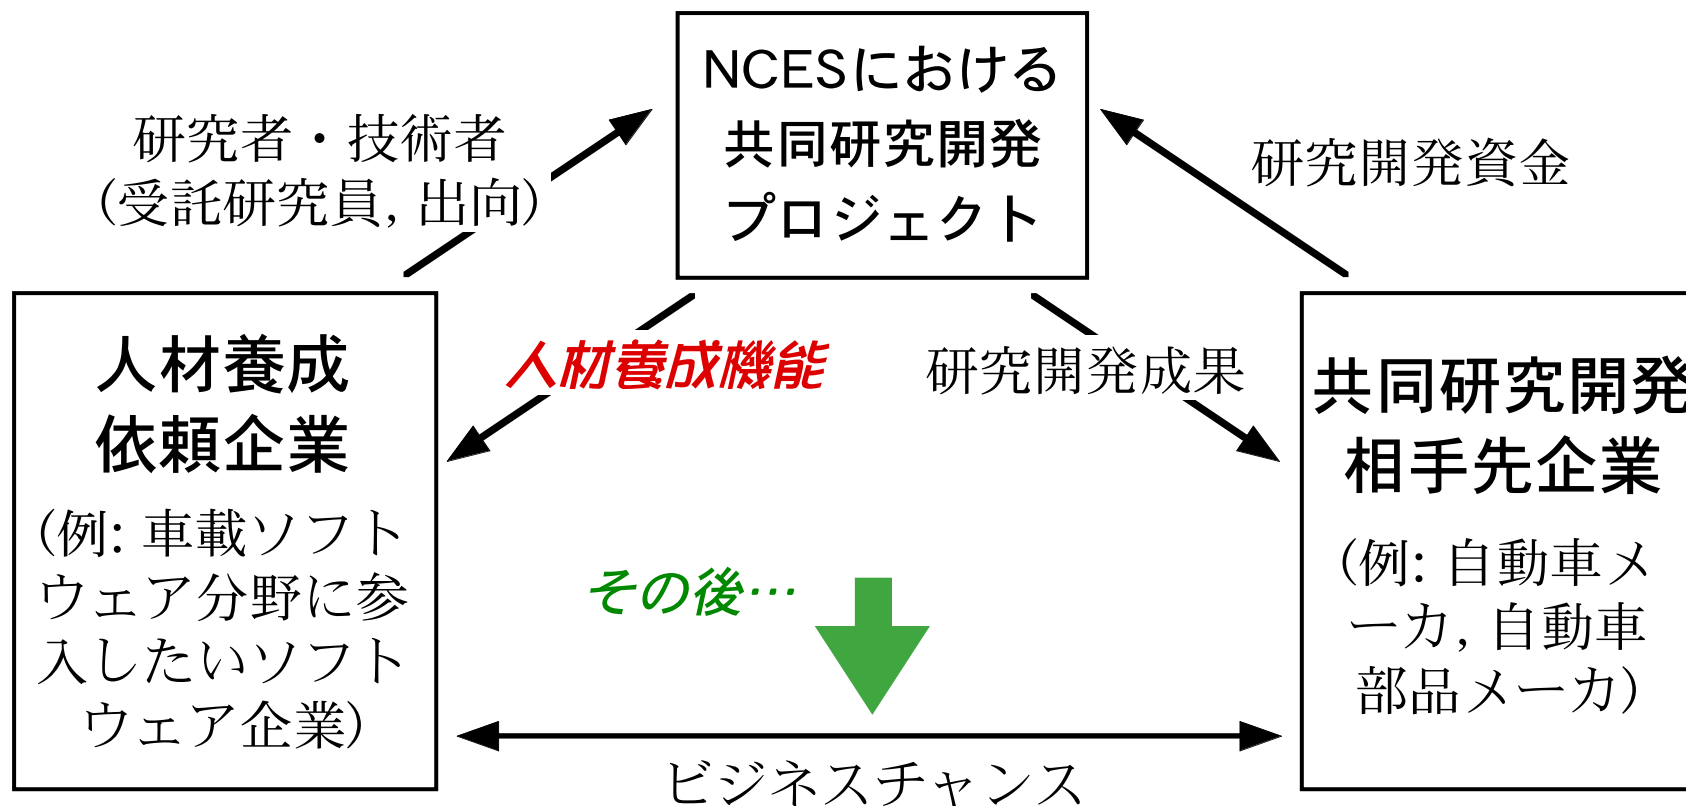 NCESにおける
共同研究開発
プロジェクト
研究者・技術者
(受託研究員, 出向)
研究開発資金
人材養成機能
研究開発成果
人材養成
依頼企業
(例: 車載ソフト
ウェア分野に参
入したいソフト
ウェア企業)
共同研究開発
相手先企業
(例: 自動車メ
ーカ, 自動車
部品メーカ)
その後…
ビジネスチャンス